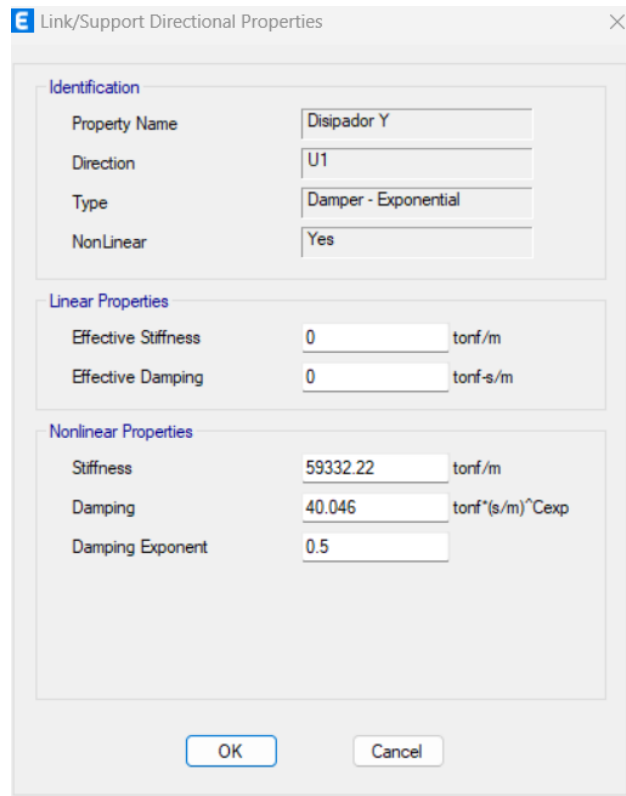 E Link/Support Directional Properties
Identification
Property Name Disipador Y
Direction U1
Type Damper - Exponential
NonLinear Yes
Linear Properties
Effective Stiffness 0 tonf/m
Effective Damping 0 tonf-s/m
Nonlinear Properties
Stiffness 59332.22 tonf/m
Damping 40.046 tonf*(s/m)^Cexp
Damping Exponent 0.5
OK Cancel